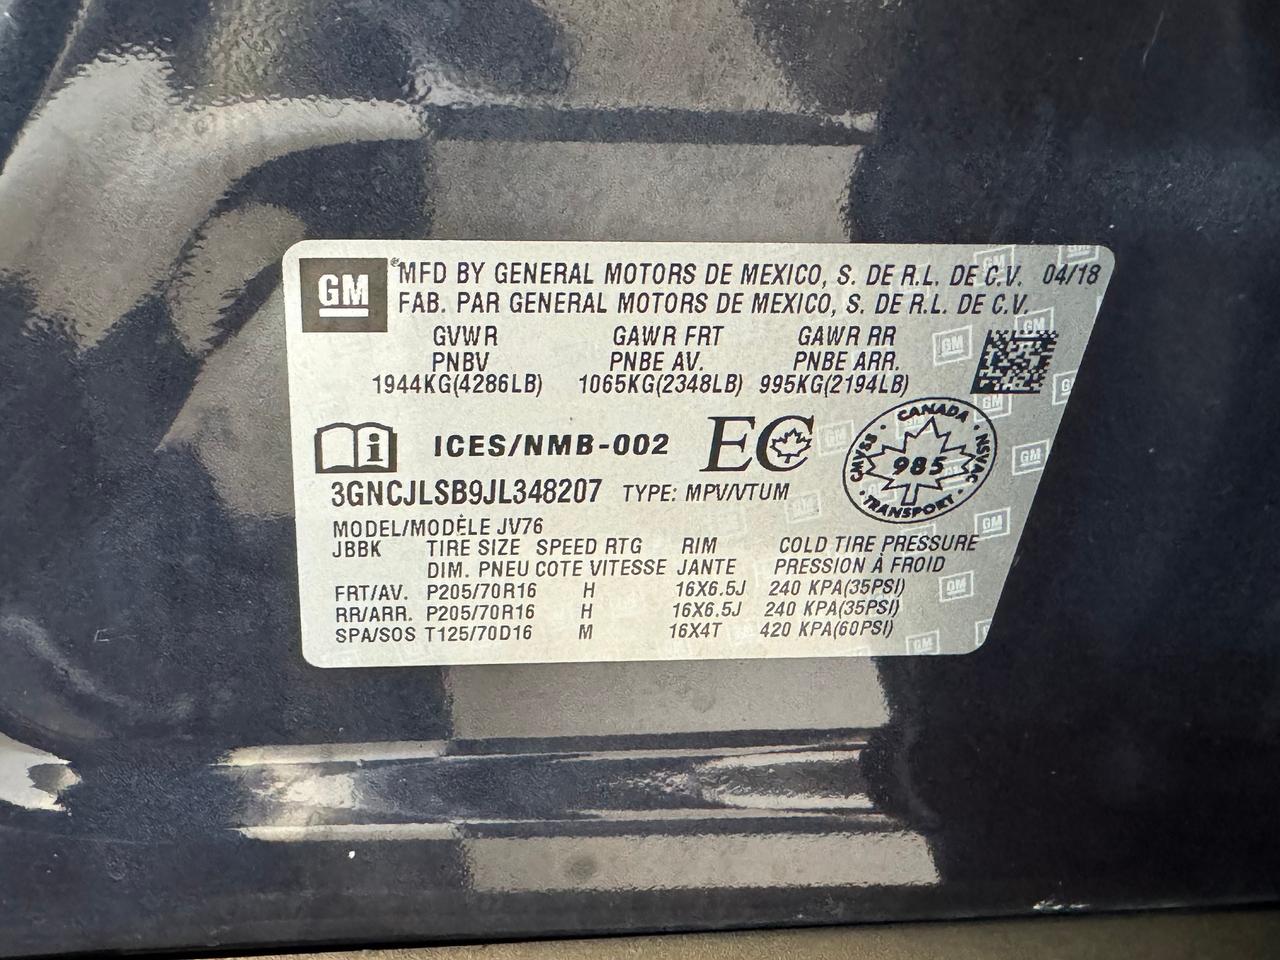 GM
®MFD BY GENERAL MOTORS DE MEXICO, S. DE R.L. DE C.V. 04/18
FAB. PAR GENERAL MOTORS DE MEXICO, S. DE R.L. DE C.V.
GVWR GAWR FRT GAWR RR
PNBV PNBE AV. PNBE ARR.
1944KG(4286LB) 1065KG(2348LB) 995KG(2194LB)
i ICES/NMB-002 EC
CANADA
CMVSS 985 NSVAC
TRANSPORT
3GNCJLSB9JL348207 TYPE: MPV/VTUM
MODEL/MODÈLE JV76
JBBK TIRE SIZE SPEED RTG RIM COLD TIRE PRESSURE
DIM. PNEU COTE VITESSE JANTE PRESSION À FROID
FRT/AV. P205/70R16 H 16X6.5J 240 KPA(35PSI)
RR/ARR. P205/70R16 H 16X6.5J 240 KPA(35PSI)
SPA/SOS T125/70D16 M 16X4T 420 KPA(60PSI)